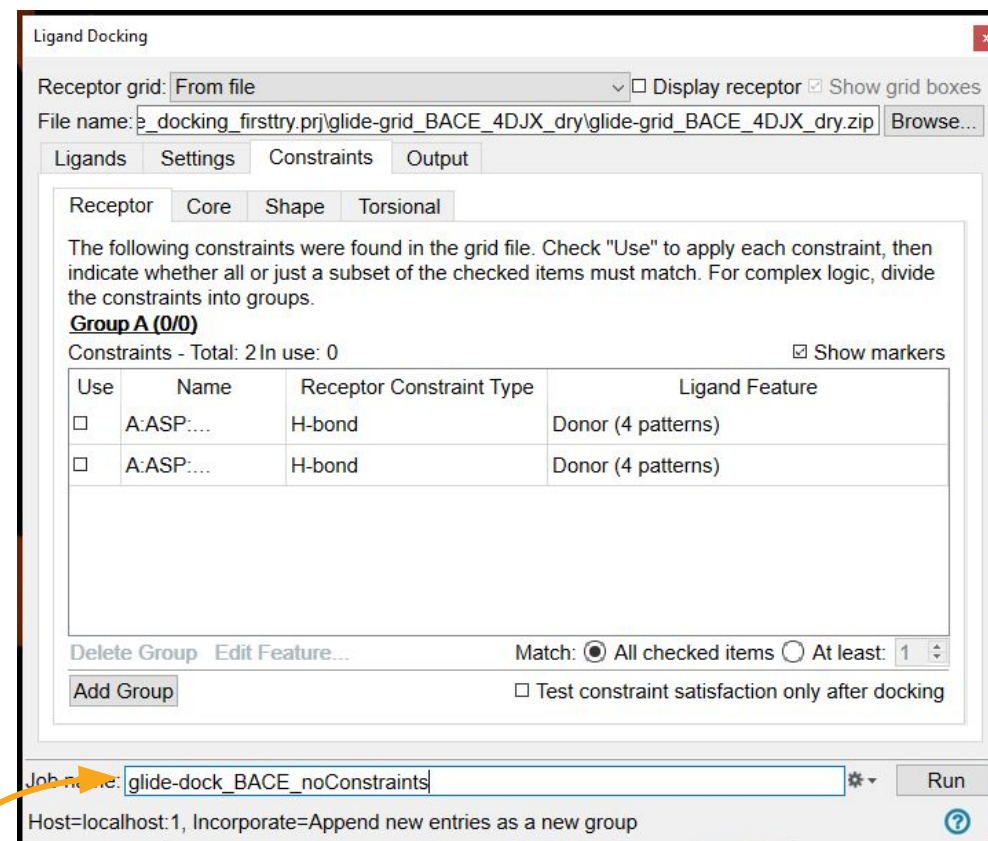 Ligand Docking
Receptor grid: From file Display receptor Show grid boxes
File name: e_docking_firsttry.prj\glide-grid_BACE_4DJX_dry\glide-grid_BACE_4DJX_dry.zip Browse...
Ligands Settings Constraints Output
Receptor Core Shape Torsional
The following constraints were found in the grid file. Check "Use" to apply each constraint, then
indicate whether all or just a subset of the checked items must match. For complex logic, divide
the constraints into groups.
Group A (0/0)
Constraints - Total: 2 In use: 0 Show markers
Use Name Receptor Constraint Type Ligand Feature
A:ASP:... H-bond Donor (4 patterns)
A:ASP:... H-bond Donor (4 patterns)
Delete Group Edit Feature... Match: All checked items At least: 1
Add Group Test constraint satisfaction only after docking
Job name: glide-dock_BACE_noConstraints Run
Host=localhost:1, Incorporate=Append new entries as a new group